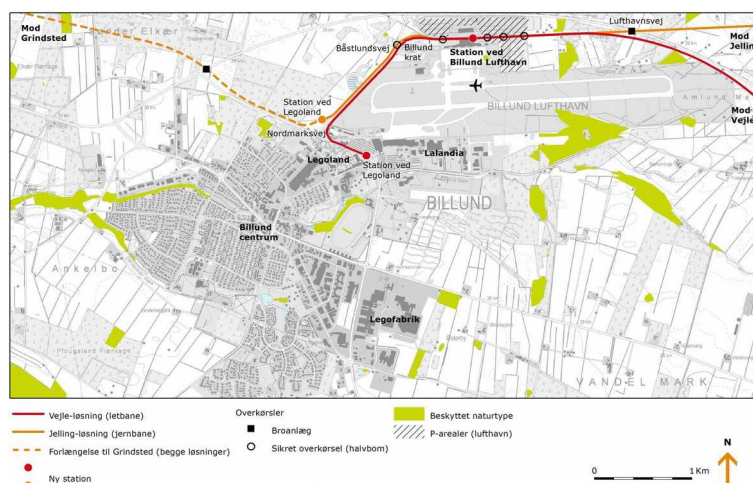 Mod
Grindsted
Lufthavnsvej
Båstlundsvej
Billund
krat
Station ved
Billund Lufthavn
Mod
Jelling
Mod
Vejle
Station ved
Legoland
Nordmarksvej
BILLUND LUFTHAVN
Legoland
Lalandia
Station ved
Legoland
BILLUND
Billund
centrum
Ankelbo
Legofabrik
VANDEL MARK
Vejle-løsning (letbane)
Jelling-løsning (jernbane)
Forlængelse til Grindsted (begge løsninger)
Ny station
Overkørsler
Broanlæg
Sikret overkørsel (halvbom)
Beskyttet naturtype
P-arealer (lufthavn)
0 1 Km
N